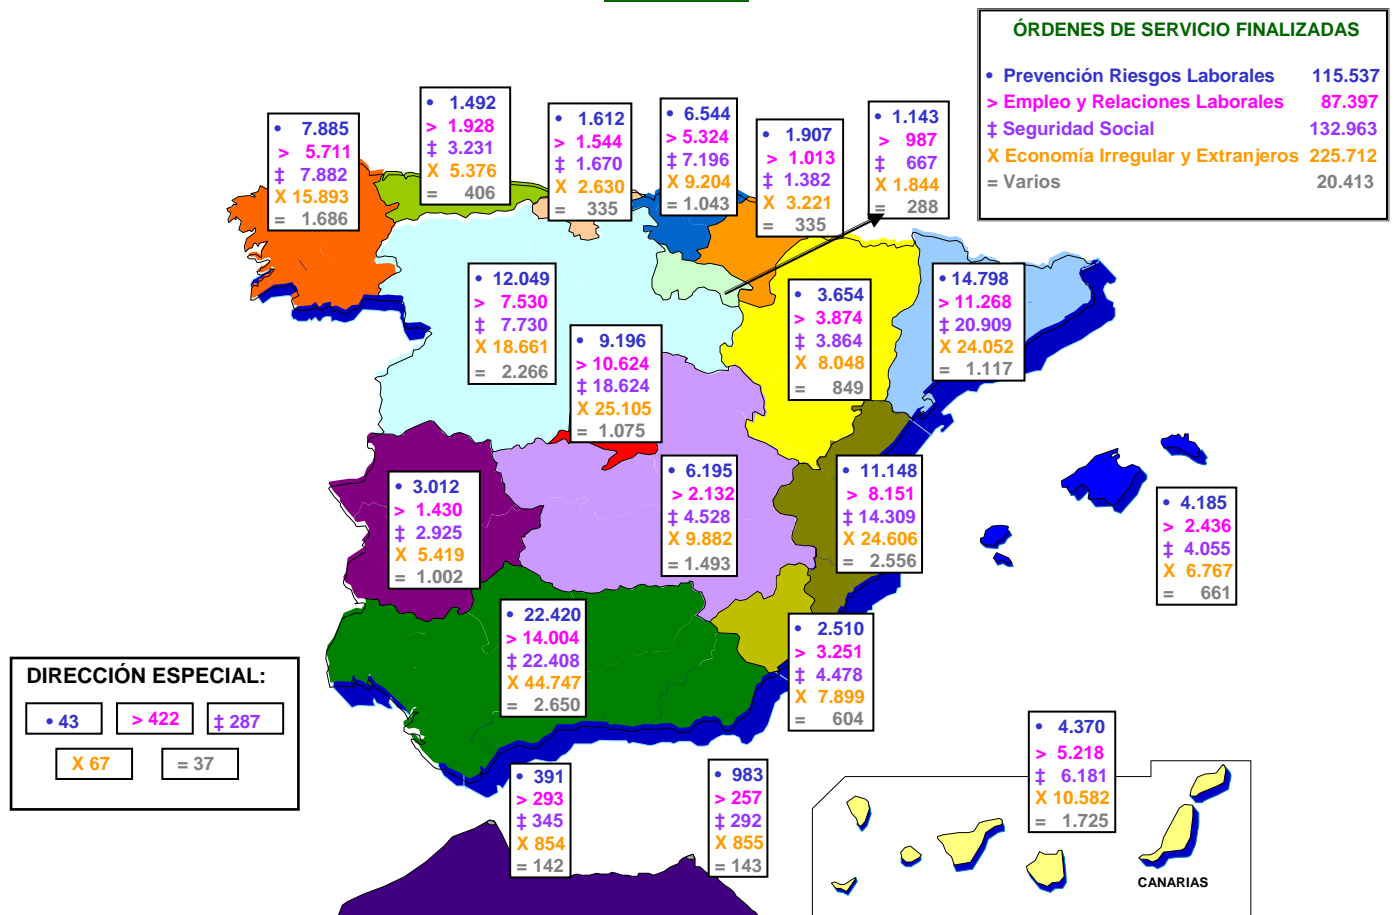 ÓRDENES DE SERVICIO FINALIZADAS
• Prevención Riesgos Laborales 115.537
> Empleo y Relaciones Laborales 87.397
‡ Seguridad Social 132.963
X Economía Irregular y Extranjeros 225.712
= Varios 20.413
• 7.885
> 5.711
‡ 7.882
X 15.893
= 1.686
• 1.492
> 1.928
‡ 3.231
X 5.376
= 406
• 1.612
> 1.544
‡ 1.670
X 2.630
= 335
• 6.544
> 5.324
‡ 7.196
X 9.204
= 1.043
• 1.907
> 1.013
‡ 1.382
X 3.221
= 335
• 1.143
> 987
‡ 667
X 1.844
= 288
• 12.049
> 7.530
‡ 7.730
X 18.661
= 2.266
• 9.196
> 10.624
‡ 18.624
X 25.105
= 1.075
• 3.654
> 3.874
‡ 3.864
X 8.048
= 849
• 14.798
> 11.268
‡ 20.909
X 24.052
= 1.117
• 3.012
> 1.430
‡ 2.925
X 5.419
= 1.002
• 6.195
> 2.132
‡ 4.528
X 9.882
= 1.493
• 11.148
> 8.151
‡ 14.309
X 24.606
= 2.556
• 4.185
> 2.436
‡ 4.055
X 6.767
= 661
• 22.420
> 14.004
‡ 22.408
X 44.747
= 2.650
• 2.510
> 3.251
‡ 4.478
X 7.899
= 604
DIRECCIÓN ESPECIAL:
• 43 > 422 ‡ 287
X 67 = 37
• 391
> 293
‡ 345
X 854
= 142
• 983
> 257
‡ 292
X 855
= 143
• 4.370
> 5.218
‡ 6.181
X 10.582
= 1.725
CANARIAS